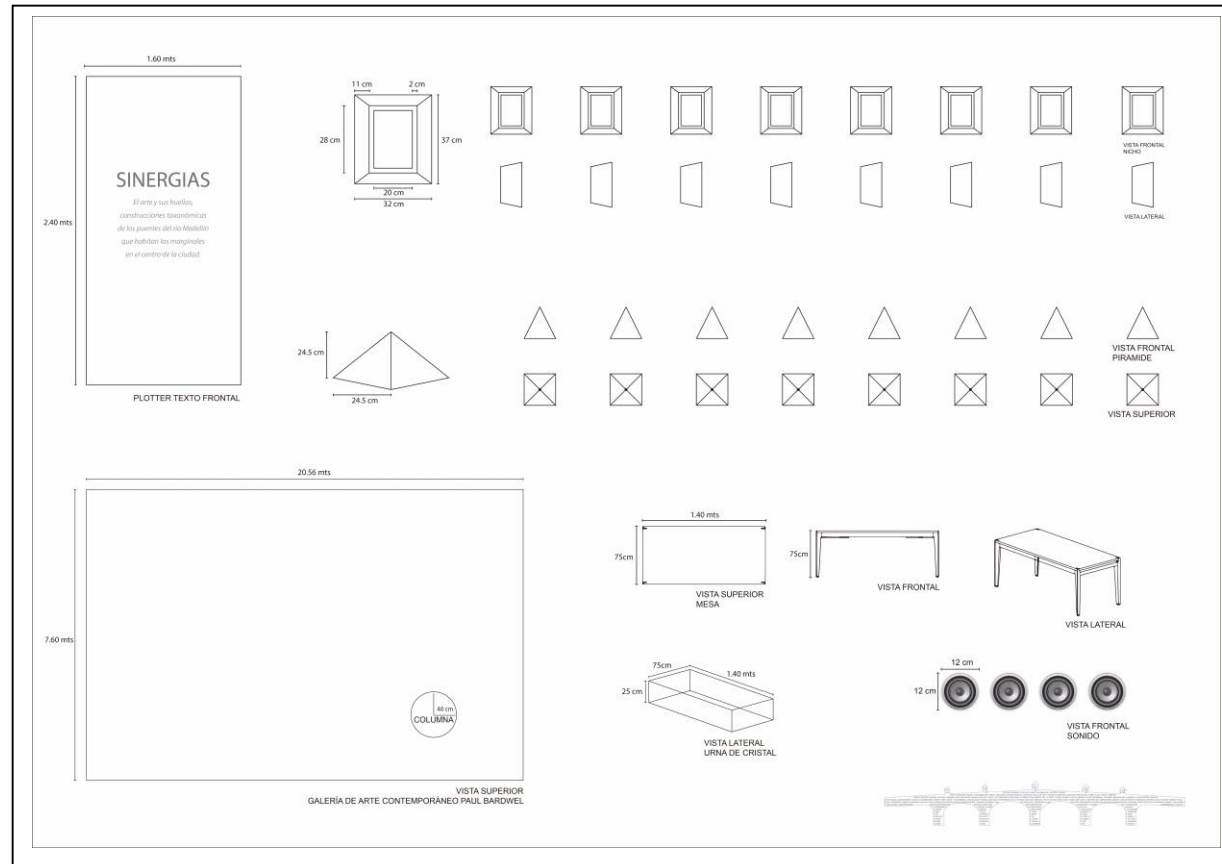 1.60 mts
2.40 mts
SINERGIAS
El arte y sus huellas,
construcciones taxonómicas
de los puentes del río Medellín
que habitan los marginales
en el centro de la ciudad.
PLOTTER TEXTO FRONTAL
11 cm
2 cm
28 cm
37 cm
20 cm
32 cm
VISTA FRONTAL
NICHO
VISTA LATERAL
24.5 cm
24.5 cm
VISTA FRONTAL
PIRAMIDE
VISTA SUPERIOR
20.56 mts
7.60 mts
40 cm
COLUMNA
VISTA SUPERIOR
GALERÍA DE ARTE CONTEMPORÁNEO PAUL BARDWEL
1.40 mts
75cm
VISTA SUPERIOR
MESA
75cm
VISTA FRONTAL
VISTA LATERAL
75cm
1.40 mts
25 cm
VISTA LATERAL
URNA DE CRISTAL
12 cm
12 cm
VISTA FRONTAL
SONIDO